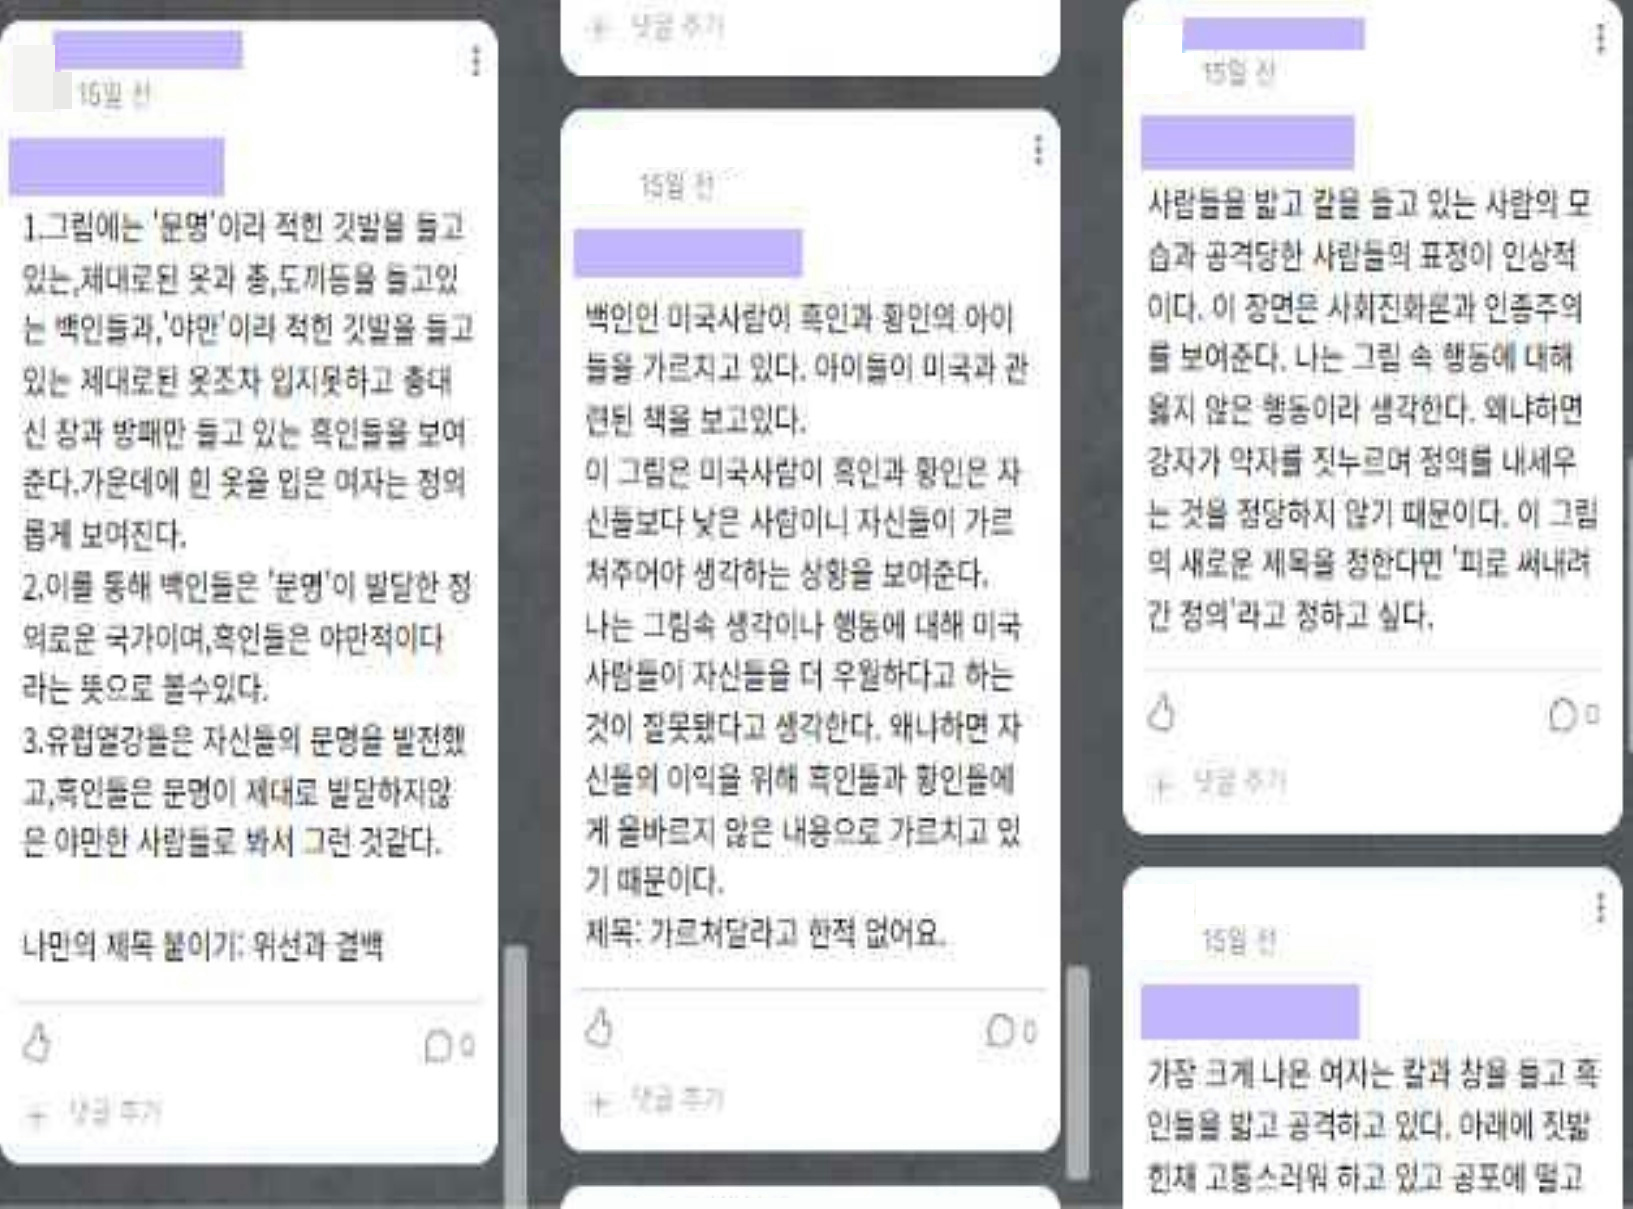 15일 전
1.그림에는 '문명'이라 적힌 깃발을 들고
있는,제대로된 옷과 총,도끼등을 들고있
는 백인들과,'야만'이라 적힌 깃발을 들고
있는 제대로된 옷조차 입지못하고 총대
신 창과 방패만 들고 있는 흑인들을 보여
준다.가운데에 흰 옷을 입은 여자는 정의
롭게 보여진다.
2.이를 통해 백인들은 '문명'이 발달한 정
의로운 국가이며,흑인들은 야만적이다
라는 뜻으로 볼수있다.
3.유럽열강들은 자신들의 문명을 발전했
고,흑인들은 문명이 제대로 발달하지않
은 야만한 사람들로 봐서 그런 것같다.
나만의 제목 붙이기: 위선과 결백
0
+ 댓글 추가
+ 댓글 추가
15일 전
백인인 미국사람이 흑인과 황인의 아이
들을 가르치고 있다. 아이들이 미국과 관
련된 책을 보고있다.
이 그림은 미국사람이 흑인과 황인은 자
신들보다 낮은 사람이니 자신들이 가르
쳐주어야 생각하는 상황을 보여준다.
나는 그림속 생각이나 행동에 대해 미국
사람들이 자신들을 더 우월하다고 하는
것이 잘못됐다고 생각한다. 왜냐하면 자
신들의 이익을 위해 흑인들과 황인들에
게 올바르지 않은 내용으로 가르치고 있
기 때문이다.
제목: 가르쳐달라고 한적 없어요.
0
+ 댓글 추가
15일 전
사람들을 밟고 칼을 들고 있는 사람의 모
습과 공격당한 사람들의 표정이 인상적
이다. 이 장면은 사회진화론과 인종주의
를 보여준다. 나는 그림 속 행동에 대해
옳지 않은 행동이라 생각한다. 왜냐하면
강자가 약자를 짓누르며 정의를 내세우
는 것을 정당하지 않기 때문이다. 이 그림
의 새로운 제목을 정한다면 '피로 써내려
간 정의'라고 정하고 싶다.
0
+ 댓글 추가
15일 전
가장 크게 나온 여자는 칼과 창을 들고 흑
인들을 밟고 공격하고 있다. 아래에 짓밟
힌채 고통스러워 하고 있고 공포에 떨고